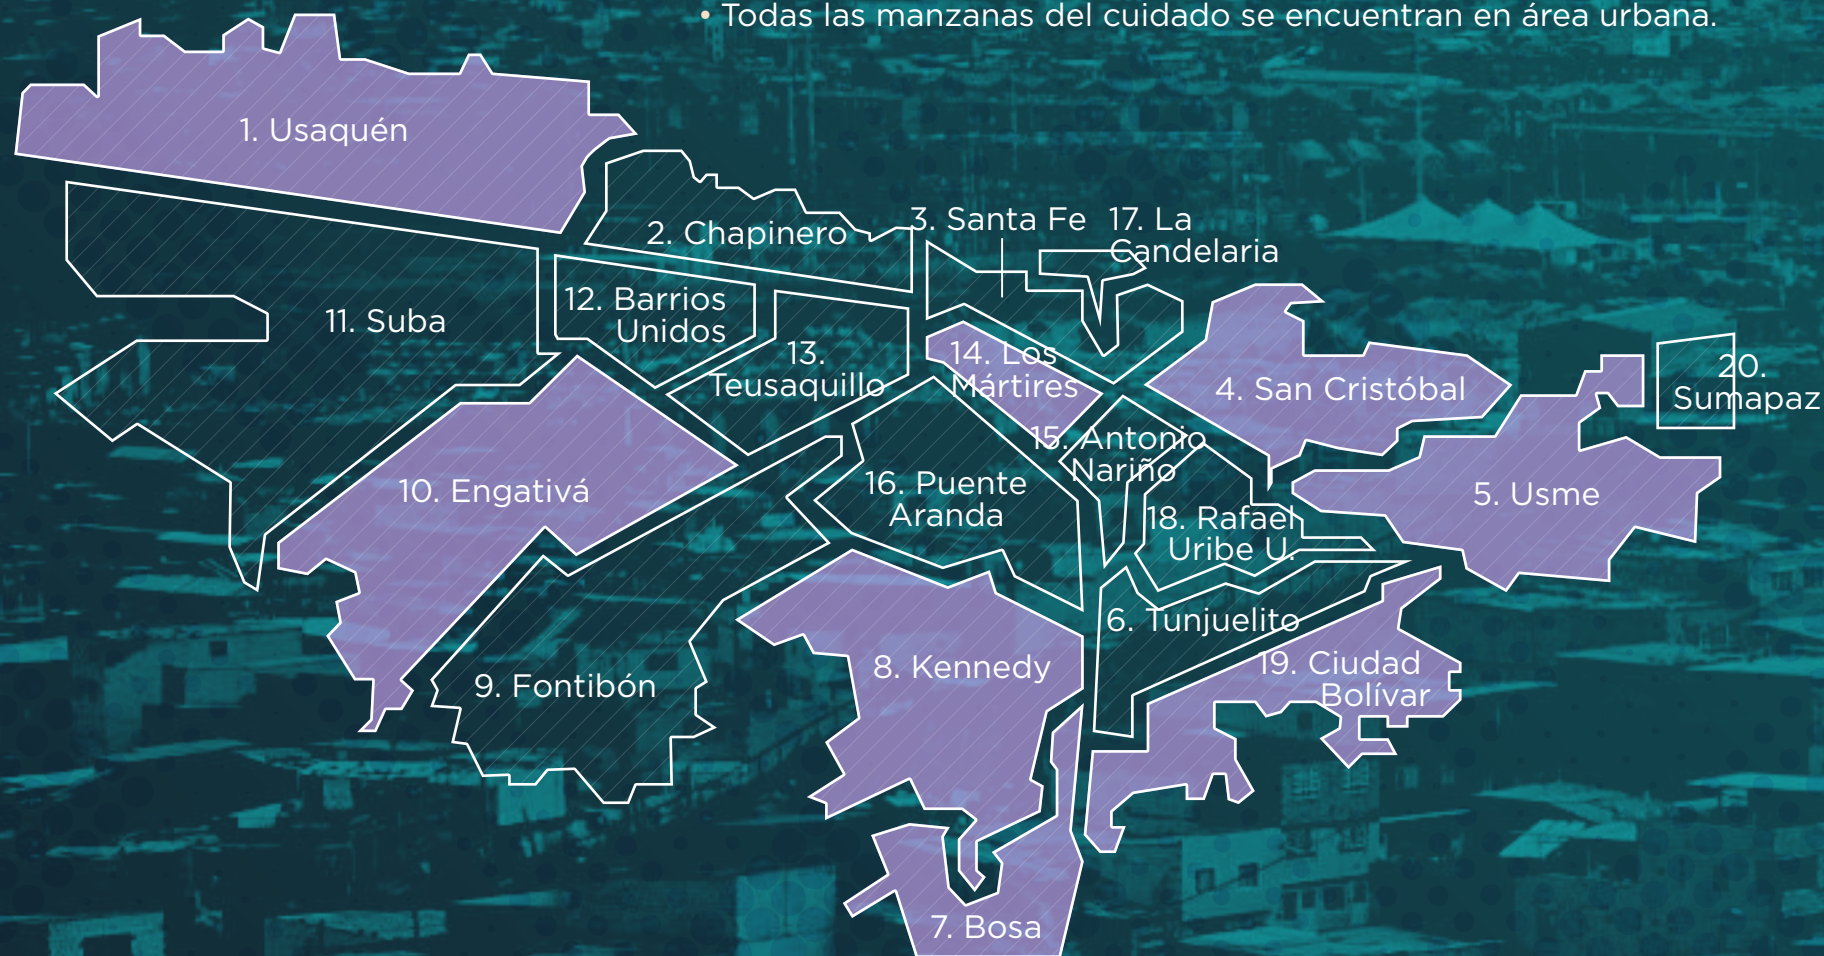 • Todas las manzanas del cuidado se encuentran en área urbana.
1. Usaquén
2. Chapinero
3. Santa Fe
17. La
Candelaria
12. Barrios
Unidos
11. Suba
13.
Teusaquillo
14. Los
Mártires
4. San Cristóbal
20.
Sumapaz
15. Antonio
Nariño
10. Engativá
16. Puente
Aranda
5. Usme
18. Rafael
Uribe U.
6. Tunjuelito
9. Fontibón
8. Kennedy
19. Ciudad
Bolívar
7. Bosa